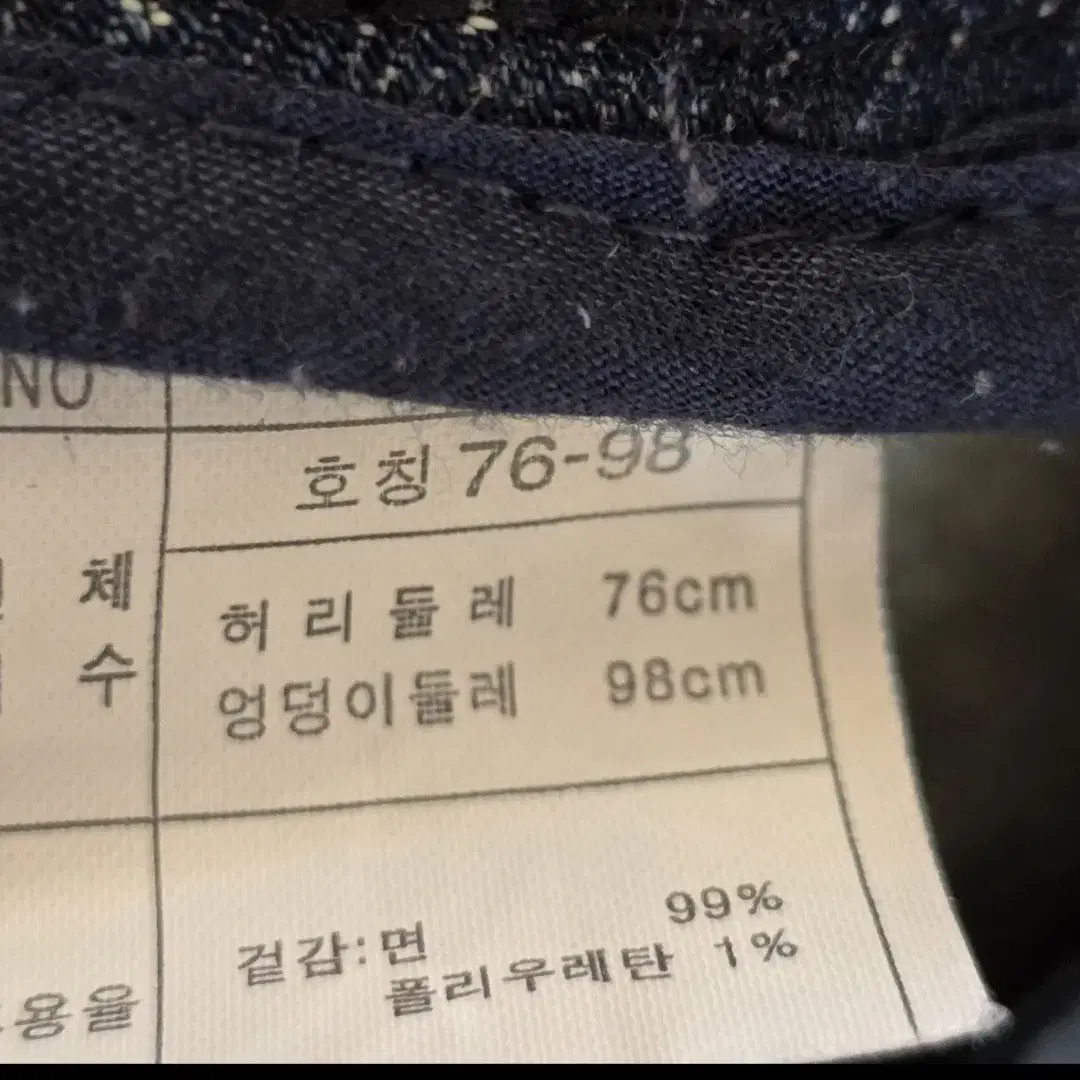 NO
호칭 76-98
체
수
허리둘레 76cm
엉덩이둘레 98cm
용율
겉감:면 99%
폴리우레탄 1%